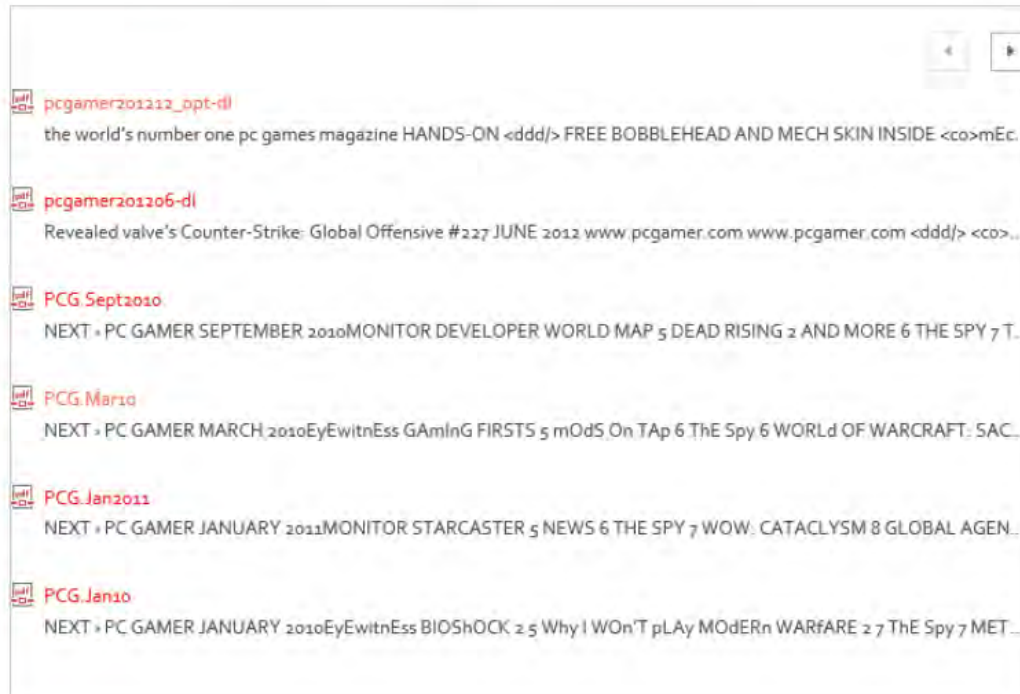 pcgamer201212_opt-dl
the world's number one pc games magazine HANDS-ON <ddd/> FREE BOBBLEHEAD AND MECH SKIN INSIDE <co>mEc.
pcgamer201206-dl
Revealed valve's Counter-Strike: Global Offensive #227 JUNE 2012 www.pcgamer.com www.pcgamer.com <ddd/> <co>...
PCG.Sept2010
NEXT » PC GAMER SEPTEMBER 2010MONITOR DEVELOPER WORLD MAP 5 DEAD RISING 2 AND MORE 6 THE SPY 7 T...
PCG.Mar10
NEXT » PC GAMER MARCH 2010EyEwitnEss GAmInG FIRSTS 5 mOdS On TAp 6 ThE Spy 6 WORLd OF WARCRAFT: SAC...
PCG.Jan2011
NEXT » PC GAMER JANUARY 2011MONITOR STARCASTER 5 NEWS 6 THE SPY 7 WOW: CATACLYSM 8 GLOBAL AGEN...
PCG.Jan10
NEXT » PC GAMER JANUARY 2010EyEwitnEss BIOShOCK 2 5 Why I WOn'T pLAy MOdERn WARfARE 2 7 ThE Spy 7 MET...